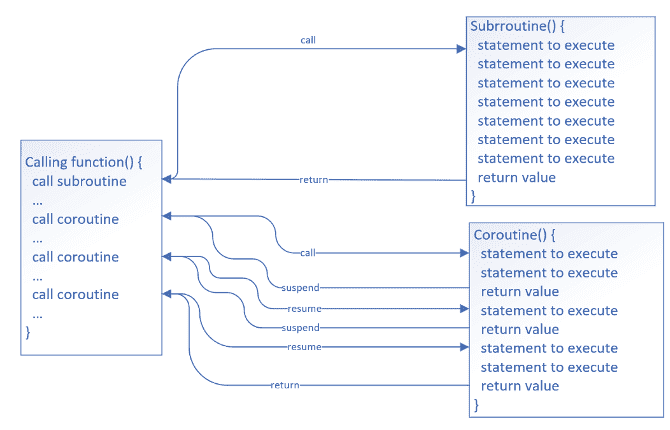 Subrroutine() {
statement to execute
statement to execute
statement to execute
statement to execute
statement to execute
statement to execute
statement to execute
return value
}
call
return
Calling function() {
call subroutine
...
call coroutine
...
call coroutine
...
call coroutine
...
}
call
suspend
resume
suspend
resume
return
Coroutine() {
statement to execute
statement to execute
return value
statement to execute
return value
statement to execute
statement to execute
return value
}